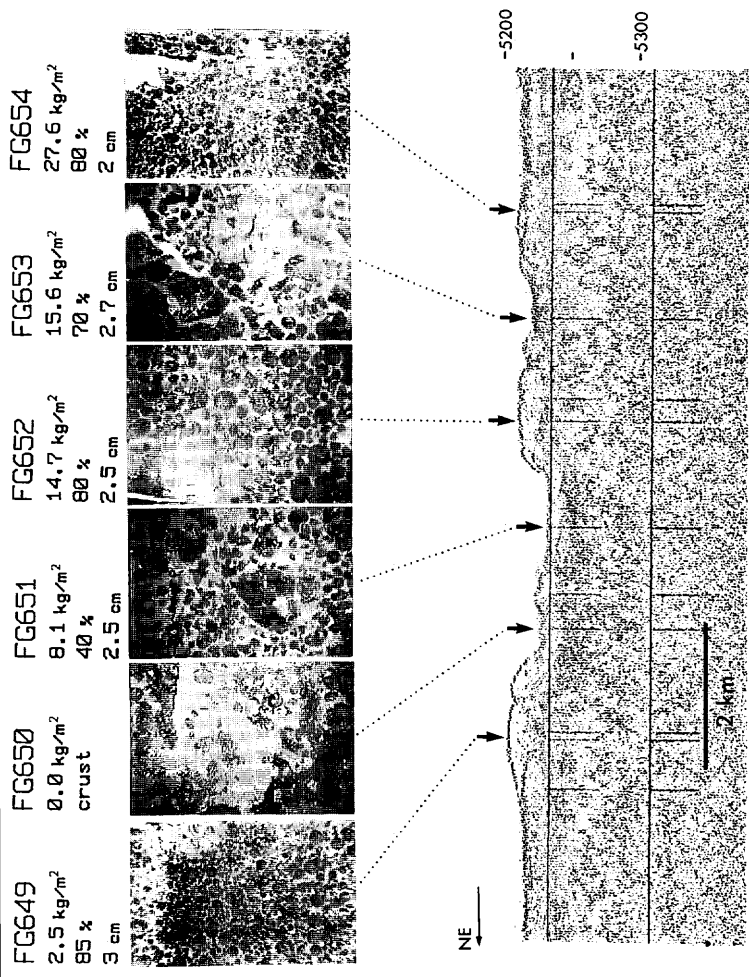 FG649
2.5 kg/m²
85 %
3 cm
FG650
0.0 kg/m²
crust
FG651
8.1 kg/m²
40 %
2.5 cm
FG652
14.7 kg/m²
80 %
2.5 cm
FG653
15.6 kg/m²
70 %
2.7 cm
FG654
27.6 kg/m²
80 %
2 cm
NE
2 km
-5200
-
-5300